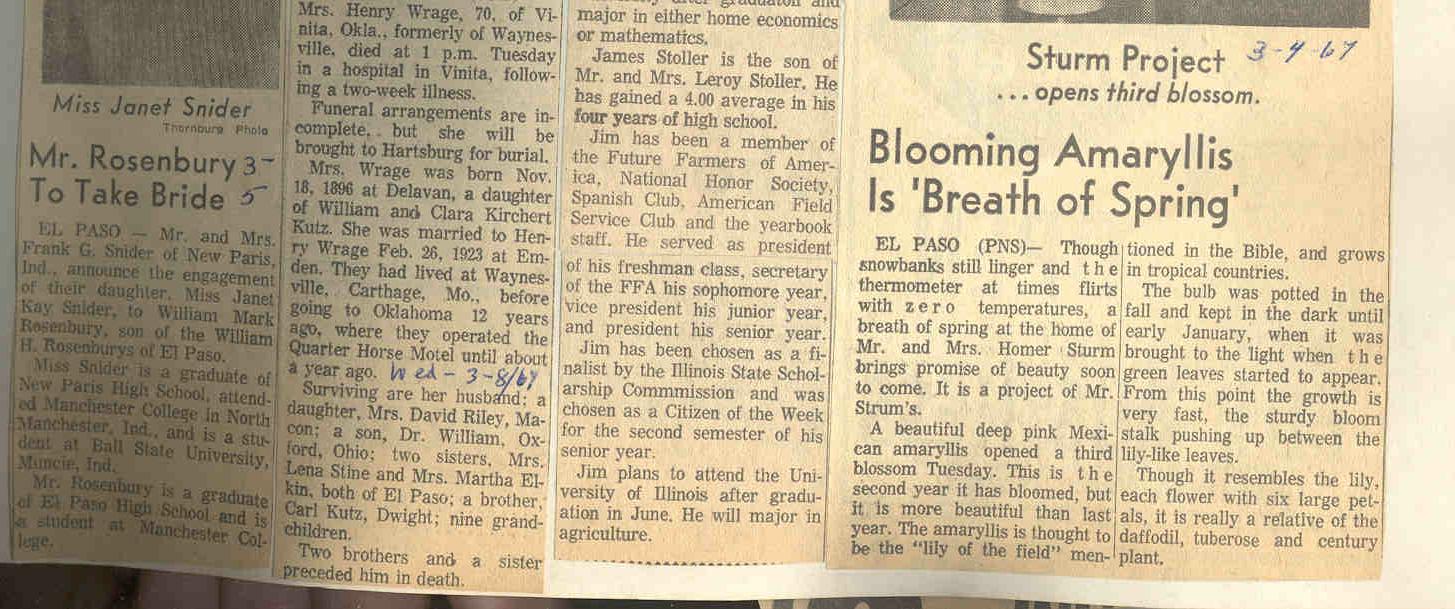 Miss Janet Snider
Thornburg Photo
Mr. Rosenbury 3-
To Take Bride 5
EL PASO — Mr. and Mrs.
Frank G. Snider of New Paris,
Ind., announce the engagement
of their daughter, Miss Janet
Kay Snider, to William Mark
Rosenbury, son of the William
H. Rosenburys of El Paso.
Miss Snider is a graduate of
New Paris High School, attend-
ed Manchester College in North
Manchester, Ind., and is a stu-
dent at Ball State University,
Muncie, Ind.
Mr. Rosenbury is a graduate
of El Paso High School and is
a student at Manchester Col-
lege.
Mrs. Henry Wrage, 70, of Vi-
nita, Okla., formerly of Waynes-
ville, died at 1 p.m. Tuesday
in a hospital in Vinita, follow-
ing a two-week illness.
Funeral arrangements are in-
complete, but she will be
brought to Hartsburg for burial.
Mrs. Wrage was born Nov.
18, 1896 at Delavan, a daughter
of William and Clara Kirchert
Kutz. She was married to Hen-
ry Wrage Feb. 26, 1923 at Em-
den. They had lived at Waynes-
ville, Carthage, Mo., before
going to Oklahoma 12 years
ago, where they operated the
Quarter Horse Motel until about
a year ago. Wed - 3-8/67
Surviving are her husband; a
daughter, Mrs. David Riley, Ma-
con; a son, Dr. William, Ox-
ford, Ohio; two sisters, Mrs.
Lena Stine and Mrs. Martha El-
kin, both of El Paso; a brother,
Carl Kutz, Dwight; nine grand-
children.
Two brothers and a sister
preceded him in death.
after graduaton and
major in either home economics
or mathematics.
James Stoller is the son of
Mr. and Mrs. Leroy Stoller. He
has gained a 4.00 average in his
four years of high school.
Jim has been a member of
the Future Farmers of Amer-
ica, National Honor Society,
Spanish Club, American Field
Service Club and the yearbook
staff. He served as president
of his freshman class, secretary
of the FFA his sophomore year,
vice president his junior year,
and president his senior year.
Jim has been chosen as a fi-
nalist by the Illinois State Schol-
arship Commmission and was
chosen as a Citizen of the Week
for the second semester of his
senior year.
Jim plans to attend the Uni-
versity of Illinois after gradu-
ation in June. He will major in
agriculture.
Sturm Project 3-4-67
...opens third blossom.
Blooming Amaryllis
Is 'Breath of Spring'
EL PASO (PNS)— Though
snowbanks still linger and the
thermometer at times flirts
with zero temperatures, a
breath of spring at the home of
Mr. and Mrs. Homer Sturm
brings promise of beauty soon
to come. It is a project of Mr.
Strum's.
A beautiful deep pink Mexi-
can amaryllis opened a third
blossom Tuesday. This is the
second year it has bloomed, but
it is more beautiful than last
year. The amaryllis is thought to
be the "lily of the field" men-
tioned in the Bible, and grows
in tropical countries.
The bulb was potted in the
fall and kept in the dark until
early January, when it was
brought to the light when the
green leaves started to appear.
From this point the growth is
very fast, the sturdy bloom
stalk pushing up between the
lily-like leaves.
Though it resembles the lily,
each flower with six large pet-
als, it is really a relative of the
daffodil, tuberose and century
plant.